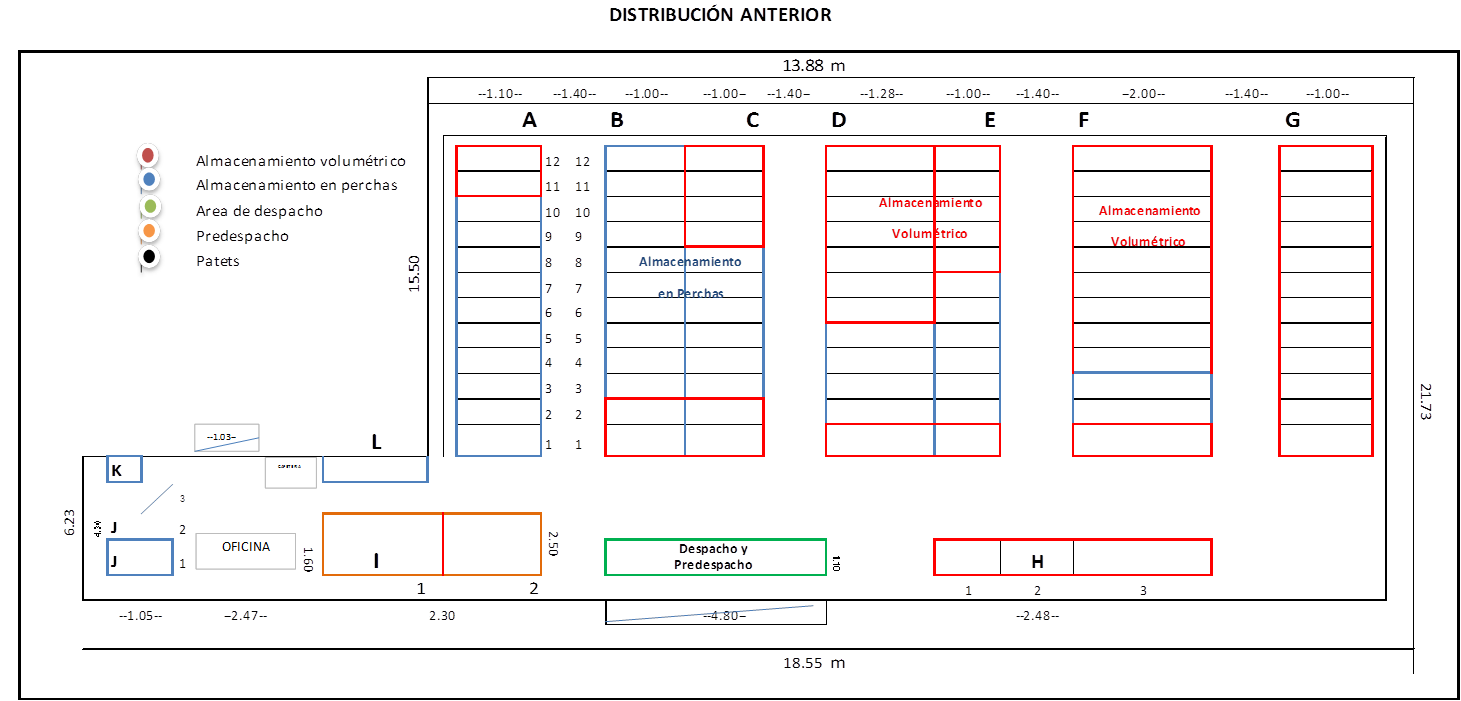 DISTRIBUCIÓN ANTERIOR
13.88 m
--1.10-- --1.40-- --1.00-- --1.00-- --1.40-- --1.28-- --1.00-- --1.40-- --2.00-- --1.40-- --1.00--
A B C D E F G
Almacenamiento volumétrico
Almacenamiento en perchas
Area de despacho
Predespacho
Patets
12 12
11 11
10 10
9 9
8 8
7 7
6 6
5 5
4 4
3 3
2 2
1 1
Almacenamiento
en Perchas
Almacenamiento
Volumétrico
Almacenamiento
Volumétrico
15.50
21.73
--1.03--
L
K
3
J
2
J
1
6.23
OFICINA
1.60
I
2.50
1 2
Despacho y
Predespacho
1.10
H
1 2 3
--1.05-- --2.47-- 2.30 --4.80-- --2.48--
18.55 m